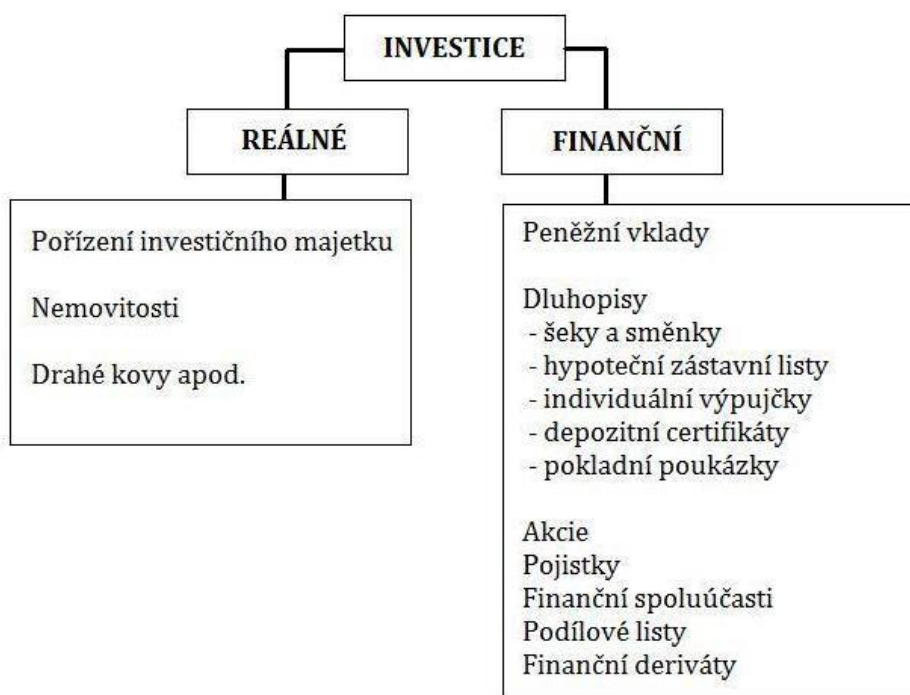 INVESTICE
REÁLNÉ
FINANČNÍ
Pořízení investičního majetku
Nemovitosti
Drahé kovy apod.
Peněžní vklady
Dluhopisy
- šeky a směnky
- hypoteční zástavní listy
- individuální výpujčky
- depozitní certifikáty
- pokladní poukázky
Akcie
Pojistky
Finanční spoluúčasti
Podílové listy
Finanční deriváty